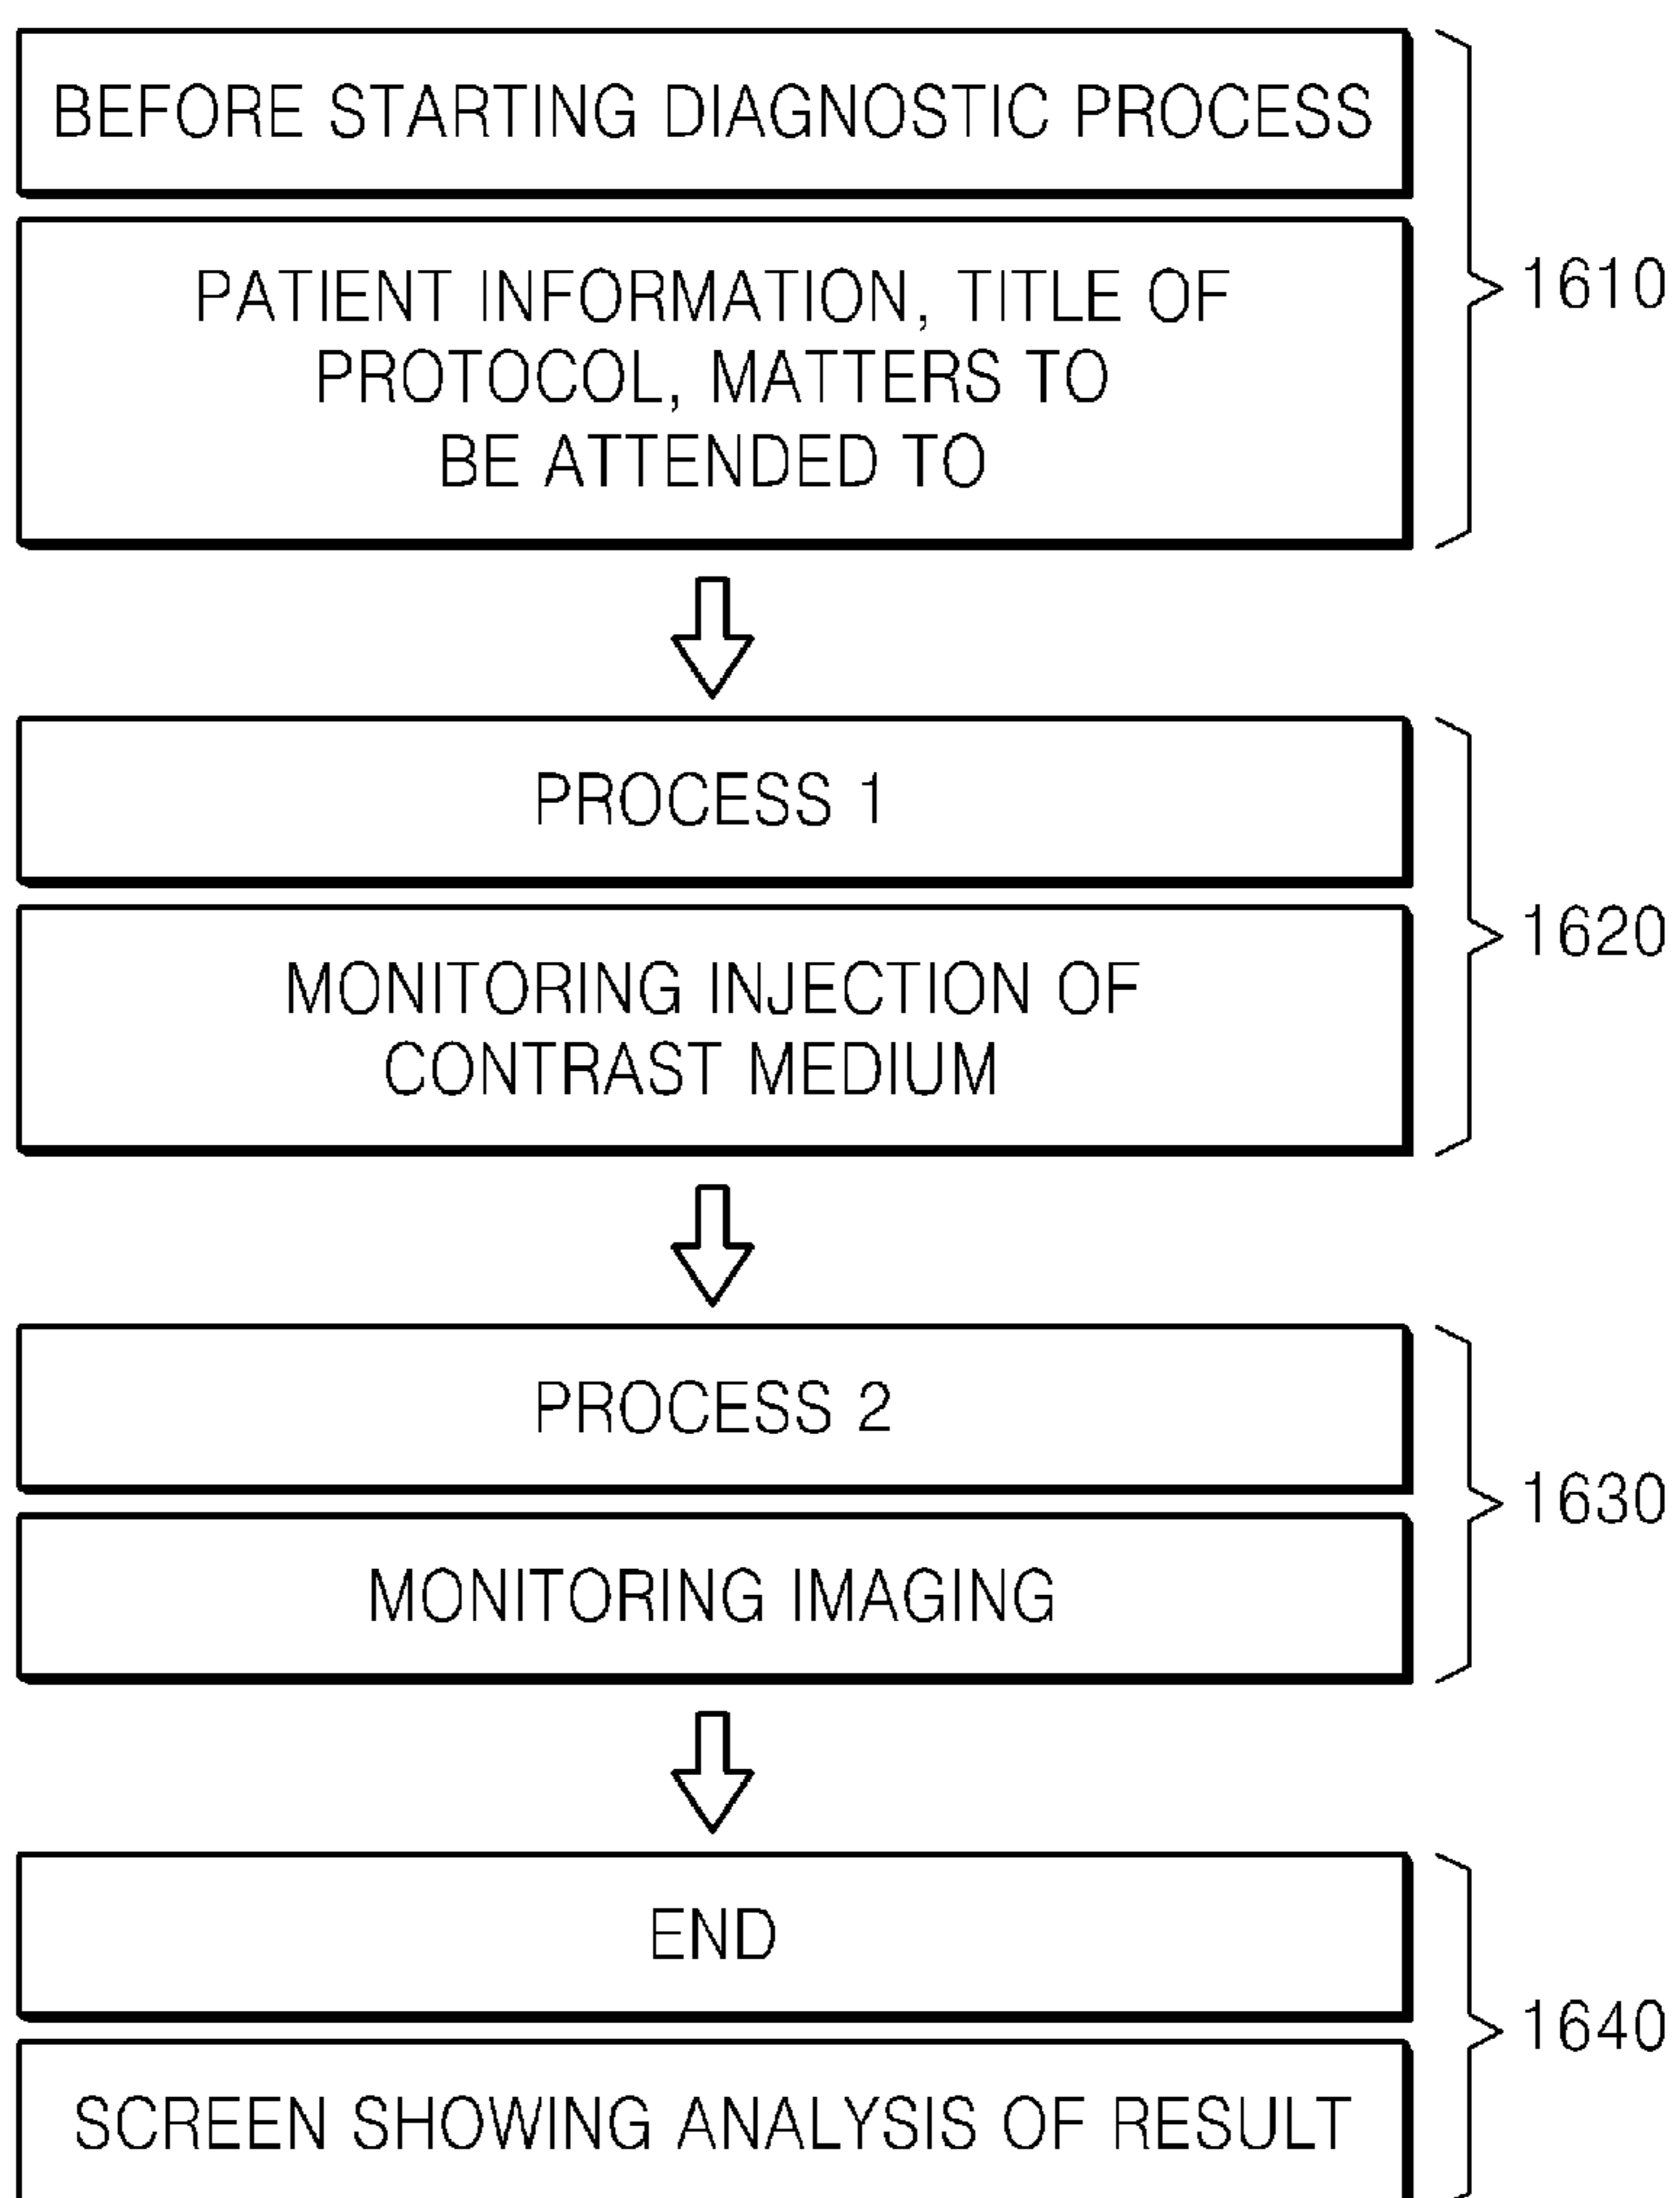 BEFORE STARTING DIAGNOSTIC PROCESS
PATIENT INFORMATION, TITLE OF
PROTOCOL, MATTERS TO
BE ATTENDED TO
1610
PROCESS 1
MONITORING INJECTION OF
CONTRAST MEDIUM
1620
PROCESS 2
MONITORING IMAGING
1630
END
SCREEN SHOWING ANALYSIS OF RESULT
1640